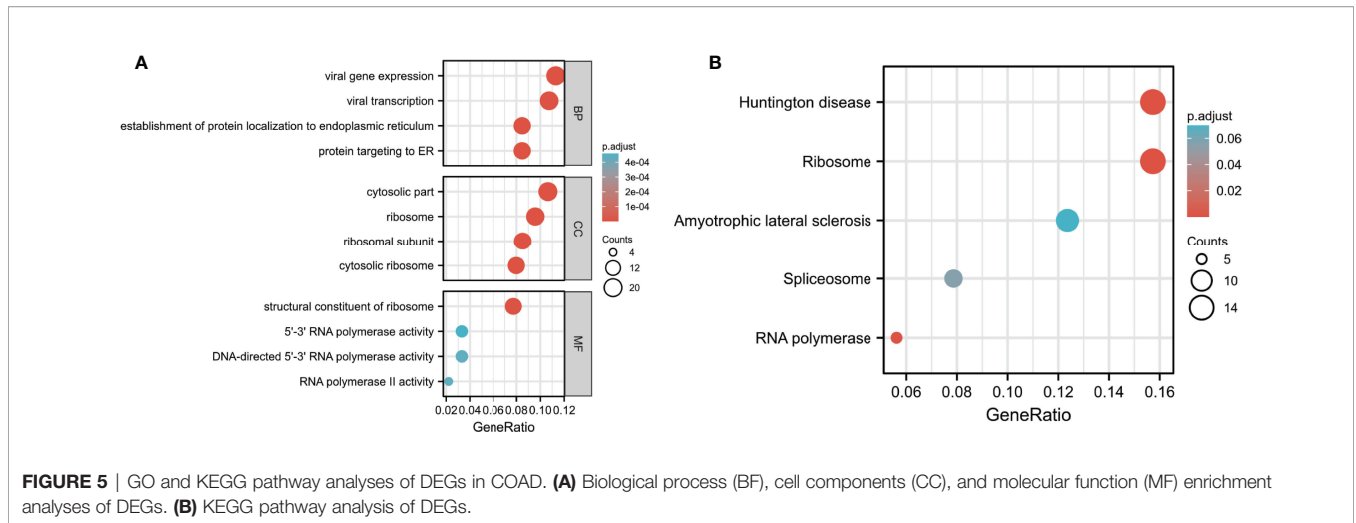 A
viral gene expression
viral transcription
establishment of protein localization to endoplasmic reticulum
protein targeting to ER
BP
cytosolic part
ribosome
ribosomal subunit
cytosolic ribosome
CC
structural constituent of ribosome
5'-3' RNA polymerase activity
DNA-directed 5'-3' RNA polymerase activity
RNA polymerase II activity
MF
0.02 0.04 0.06 0.08 0.10 0.12
GeneRatio
p.adjust
4e-04
3e-04
2e-04
1e-04
Counts
4
12
20
B
Huntington disease
Ribosome
Amyotrophic lateral sclerosis
Spliceosome
RNA polymerase
0.06 0.08 0.10 0.12 0.14 0.16
GeneRatio
p.adjust
0.06
0.04
0.02
Counts
5
10
14
FIGURE 5 | GO and KEGG pathway analyses of DEGs in COAD. (A) Biological process (BF), cell components (CC), and molecular function (MF) enrichment
analyses of DEGs. (B) KEGG pathway analysis of DEGs.